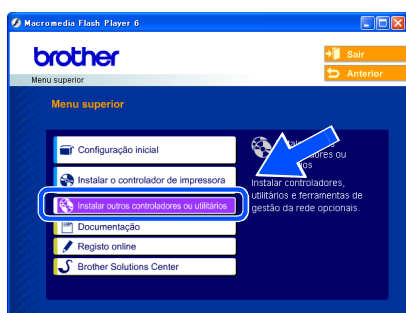 Macromedia Flash Player 6
brother
Sair
Anterior
Menu superior
Menu superior
Configuração inicial
Instalar o controlador de impressora
Instalar outros controladores ou utilitários
Documentação
Registo online
Brother Solutions Center
ou
Instalar controladores,
utilitários e ferramentas de
gestão da rede opcionais.